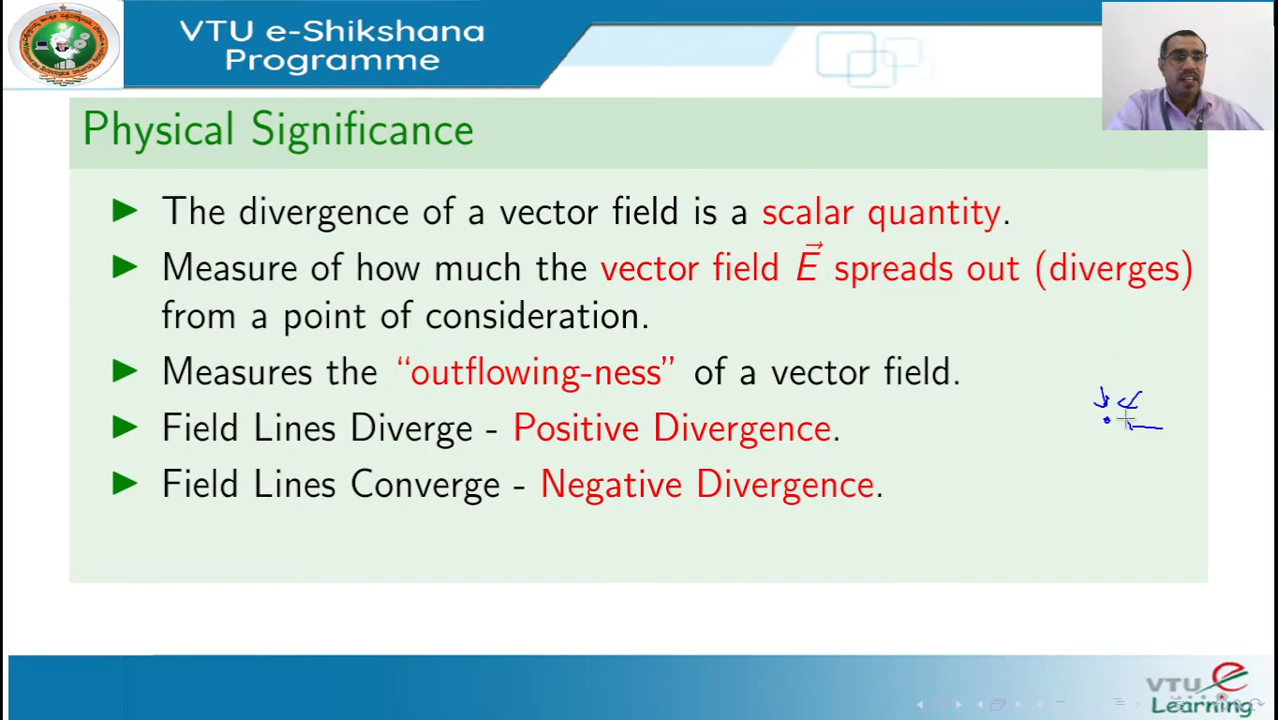 VTU e-Shikshana
Programme
Physical Significance
▶ The divergence of a vector field is a scalar quantity.
▶ Measure of how much the vector field E⃗ spreads out (diverges)
from a point of consideration.
▶ Measures the “outflowing-ness” of a vector field.
▶ Field Lines Diverge - Positive Divergence.
▶ Field Lines Converge - Negative Divergence.
VTU e
Learning